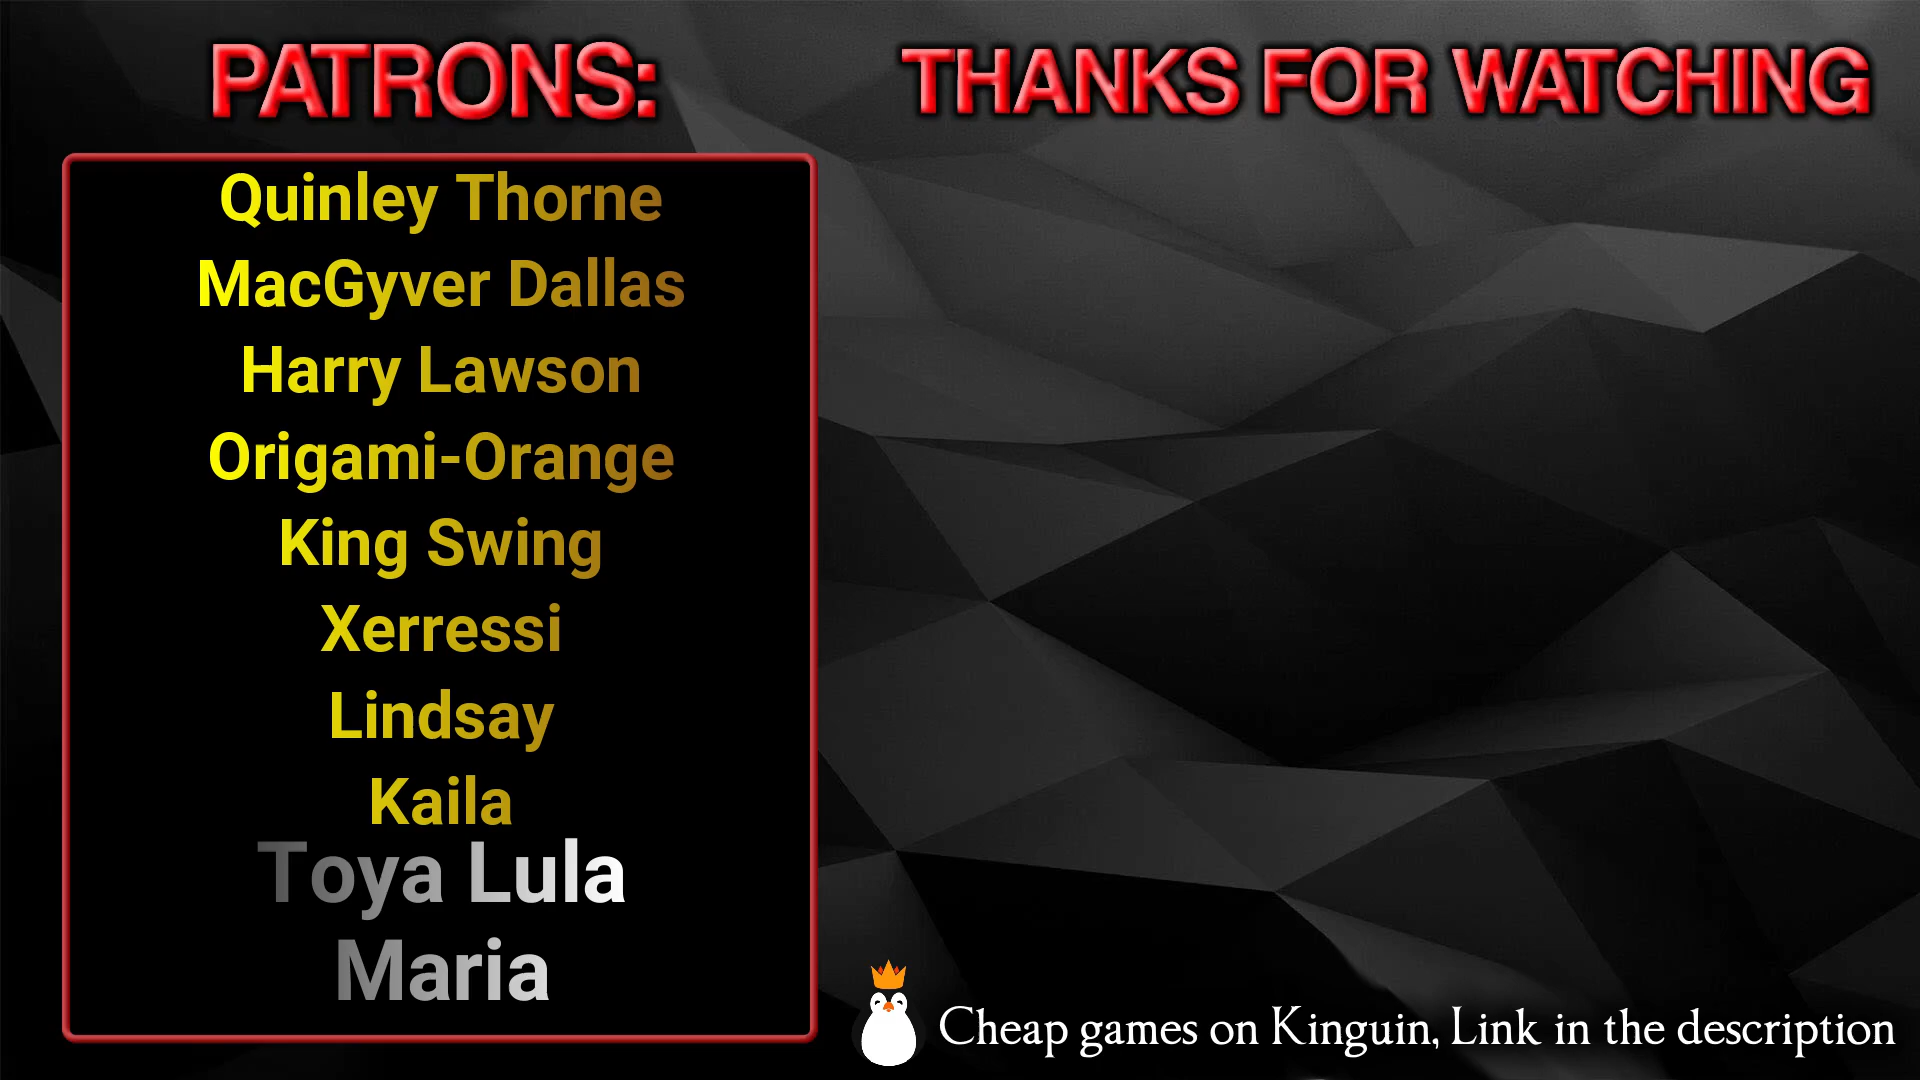 PATRONS:
THANKS FOR WATCHING
Quinley Thorne
MacGyver Dallas
Harry Lawson
Origami-Orange
King Swing
Xerressi
Lindsay
Kaila
Toya Lula
Maria
Cheap games on Kinguin, Link in the description